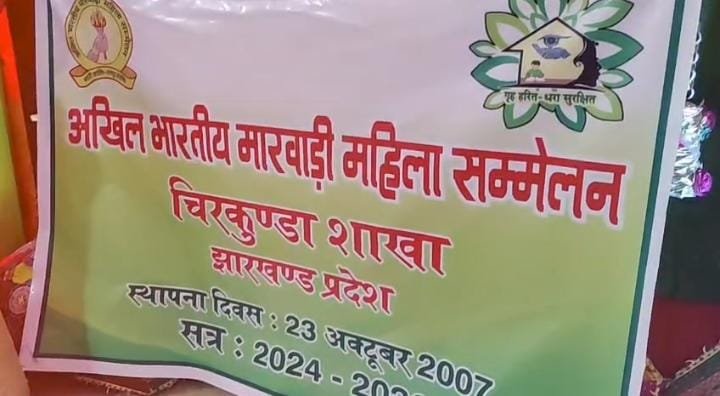 गृह हरित-धरा सुरक्षित
अखिल भारतीय मारवाड़ी महिला सम्मेलन
चिरकुण्डा शाखा
झारखण्ड प्रदेश
स्थापना दिवस : 23 अक्टूबर 2007
सत्र : 2024 -